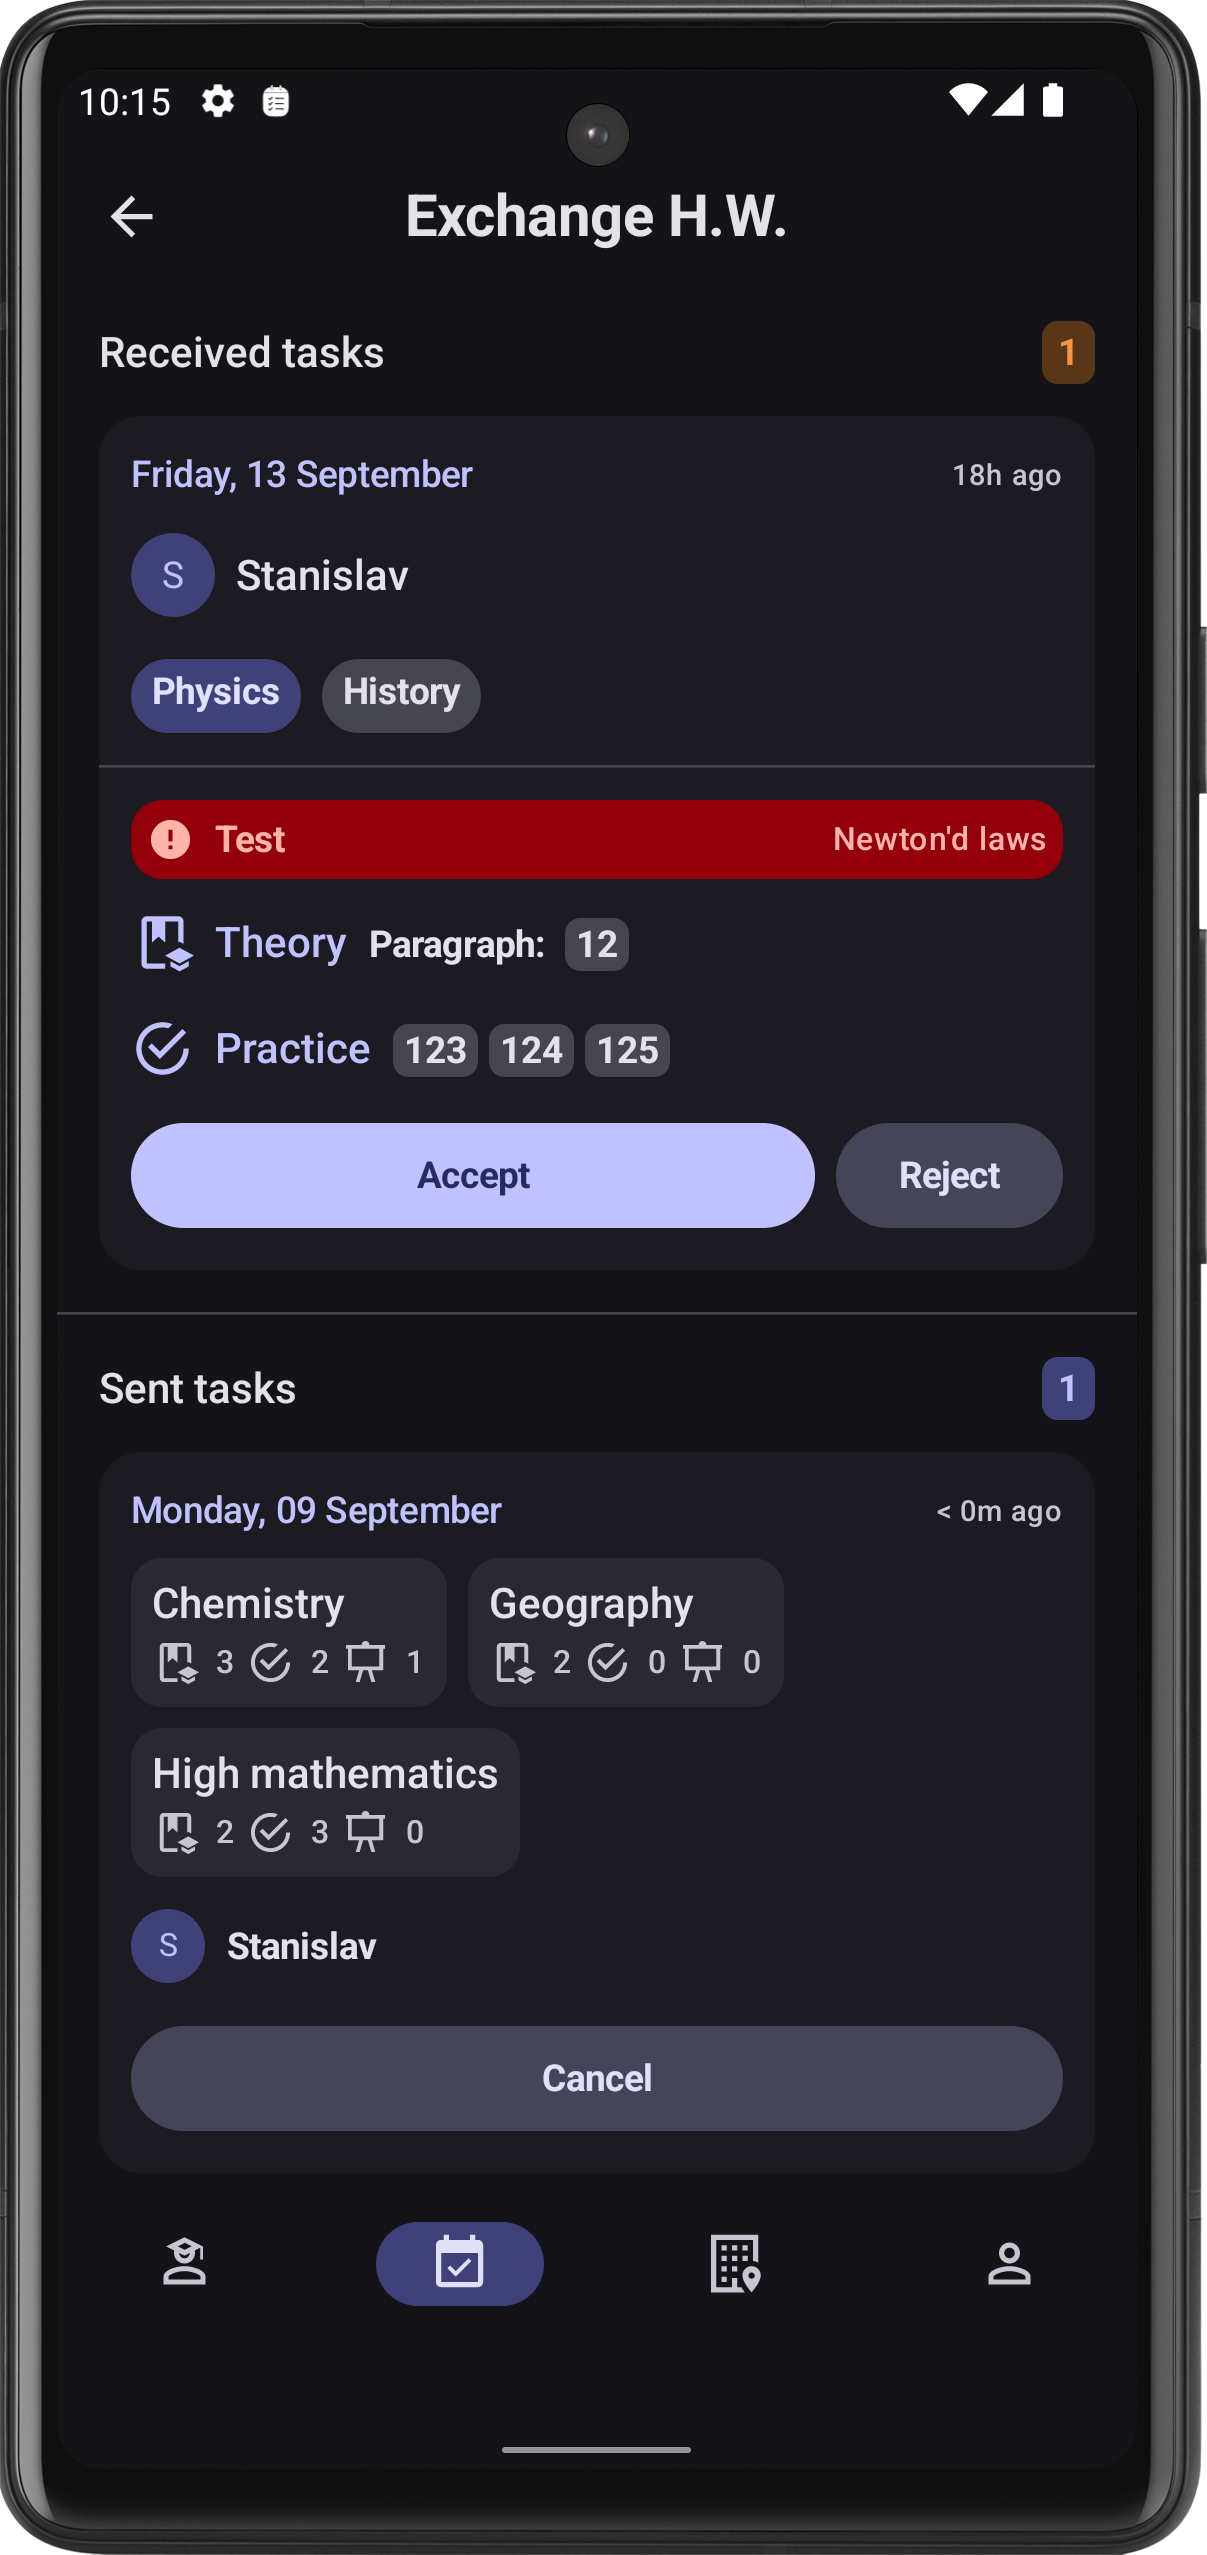 10:15
Exchange H.W.
Received tasks 1
Friday, 13 September 18h ago
S Stanislav
Physics History
Test Newton'd laws
Theory Paragraph: 12
Practice 123 124 125
Accept Reject
Sent tasks 1
Monday, 09 September < 0m ago
Chemistry Geography
3 2 1 2 0 0
High mathematics
2 3 0
S Stanislav
Cancel